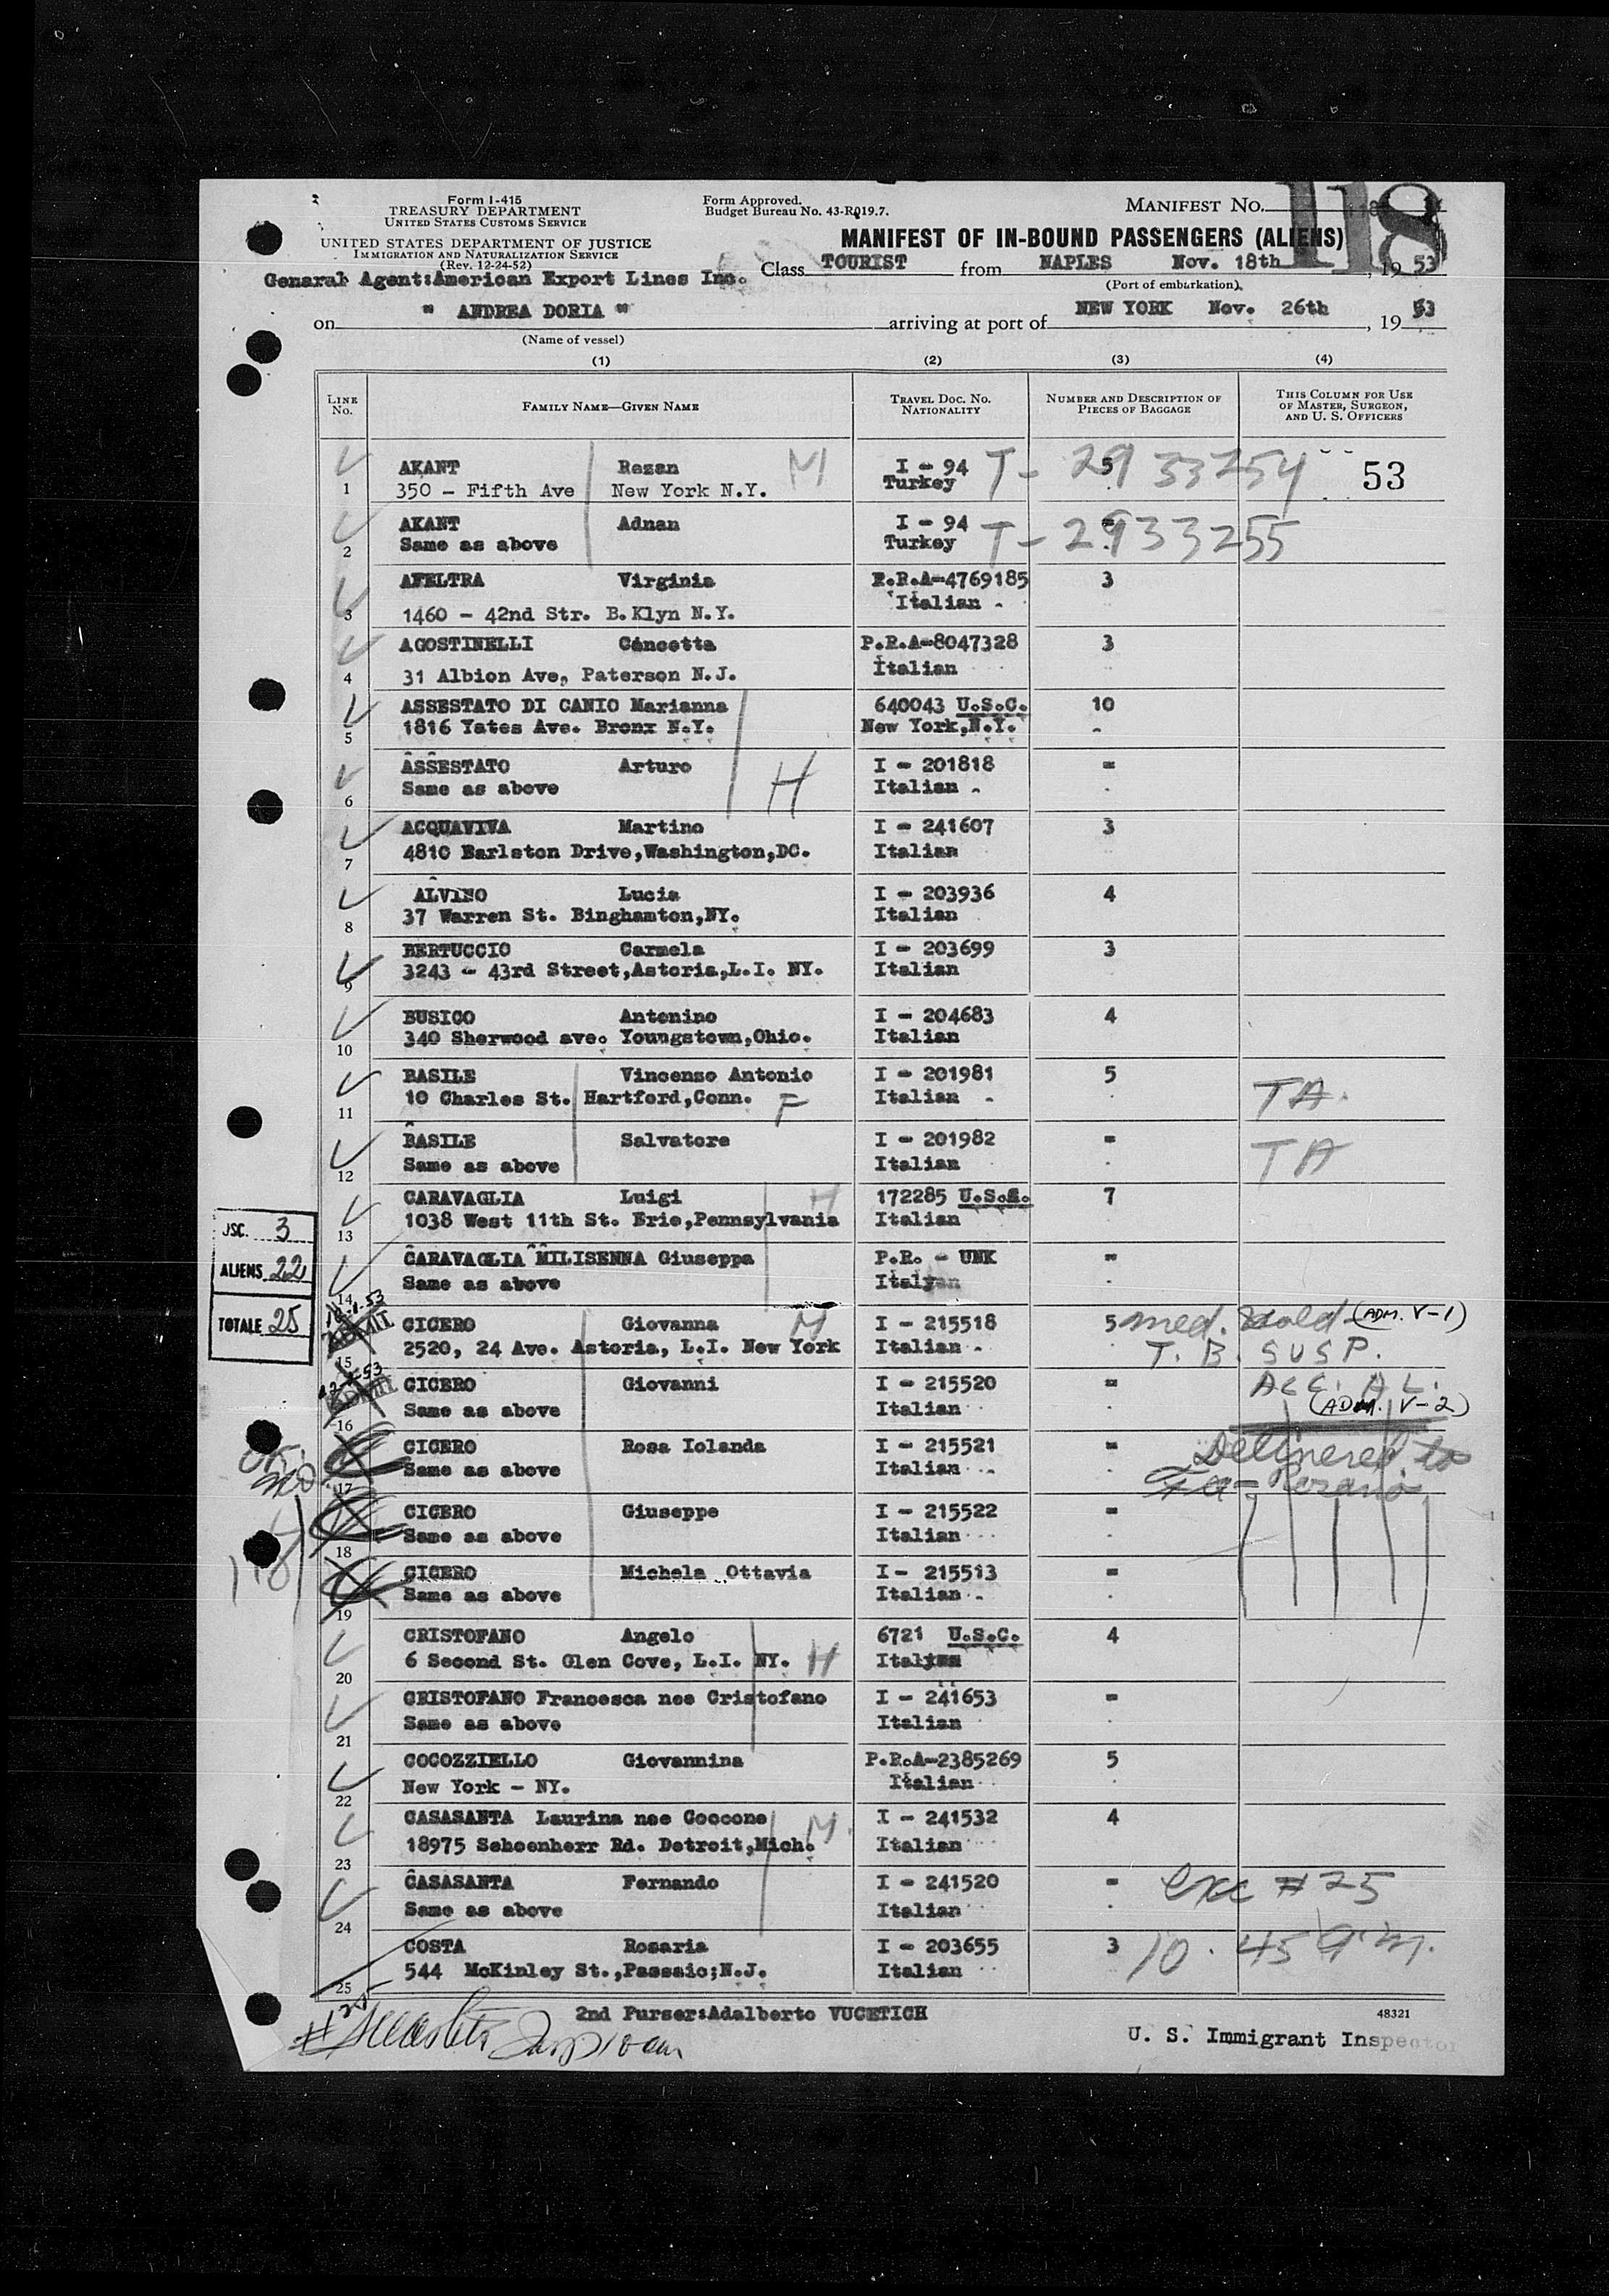 Form I-415
TREASURY DEPARTMENT
UNITED STATES CUSTOMS SERVICE
UNITED STATES DEPARTMENT OF JUSTICE
IMMIGRATION AND NATURALIZATION SERVICE
(Rev. 12-24-52)
Form Approved.
Budget Bureau No. 43-R019.7.
MANIFEST NO. 118
MANIFEST OF IN-BOUND PASSENGERS (ALIENS)
Genaral Agent:American Export Lines Inc.
Class TOURIST from NAPLES Nov. 18th, 19 53
(Port of embarkation)
on " ANDREA DORIA " arriving at port of NEW YORK Nov. 26th, 19 53
(Name of vessel)
(1) (2) (3) (4)
LINE No. FAMILY NAME—GIVEN NAME TRAVEL DOC. NO. NATIONALITY NUMBER AND DESCRIPTION OF PIECES OF BAGGAGE THIS COLUMN FOR USE OF MASTER, SURGEON, AND U. S. OFFICERS
AKANT Rezan M I - 94 T- 2933254 5 53
1 350 - Fifth Ave New York N.Y. Turkey
AKANT Adnan I - 94 T- 2933255 =
2 Same as above Turkey
AFELTRA Virginia P.R.A-4769185 3
3 1460 - 42nd Str. B.Klyn N.Y. Italian
AGOSTINELLI Concetta P.R.A-8047328 3
4 31 Albion Ave, Paterson N.J. Italian
ASSESTATO DI CANIO Marianna 640043 U.S.C. 10
5 1816 Yates Ave. Bronx N.Y. New York,N.Y.
ASSESTATO Arturo H I - 201818 =
6 Same as above Italian
ACQUAVIVA Martino I - 241607 3
7 4810 Earlston Drive,Washington,DC. Italian
ALVINO Lucia I - 203936 4
8 37 Warren St. Binghamton,NY. Italian
BERTUCCIO Carmela I - 203699 3
9 3243 - 43rd Street,Astoria,L.I. NY. Italian
BUSICO Antonino I - 204683 4
10 340 Sherwood ave. Youngstown,Ohio. Italian
BASILE Vincenzo Antonio I - 201981 5
11 10 Charles St. Hartford,Conn. F Italian TA.
BASILE Salvatore I - 201982 =
12 Same as above Italian TA
CARAVAGLIA Luigi H 172285 U.S.C. 7
13 1038 West 11th St. Erie,Pennsylvania Italian
CARAVAGLIA MILISENNA Giuseppa P.R. - UNK =
14 Same as above Italyan
JSC. 3
ALIENS 22
TOTALE 25
CICERO Giovanna M I - 215518 5 med. Hold (ADM. V-1)
15 2520, 24 Ave. Astoria, L.I. New York Italian T. B. SUSP.
CICERO Giovanni I - 215520 = ACC. AL.
16 Same as above Italian (ADM. V-2)
CICERO Rosa Iolanda I - 215521 = Delivered to
17 Same as above Italian
CICERO Giuseppe I - 215522 =
18 Same as above Italian
CICERO Michela Ottavia I- 215513 =
19 Same as above Italian
CRISTOFANO Angelo 6721 U.S.C. 4
20 6 Second St. Glen Cove, L.I. NY. H Italyan
CRISTOFANO Francesca nee Cristofano I - 241653 =
21 Same as above Italian
COCOZZIELLO Giovannina P.R.A-2385269 5
22 New York - NY. Italian
CASASANTA Laurina nee Coccone M I - 241532 4
23 18975 Schoenherr Rd. Detroit,Mich. Italian
CASASANTA Fernando I - 241520 = exc # 25
24 Same as above Italian
COSTA Rosaria I - 203655 3 10.45 a.m.
25 544 McKinley St.,Passaic;N.J. Italian
2nd Purser:Adalberto VUCETICH
48321
U. S. Immigrant Inspector